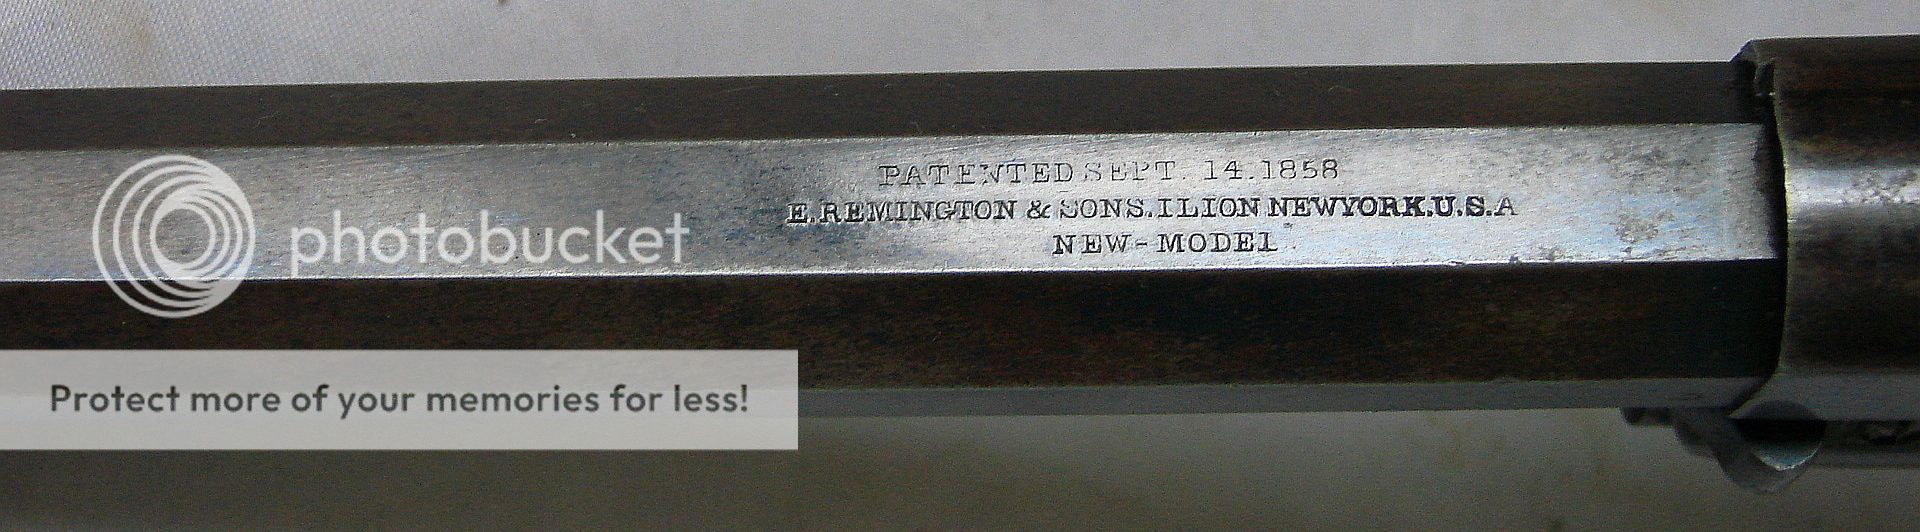 PATENTED SEPT. 14.1858
E.REMINGTON & SONS.ILION NEWYORK.U.S.A
NEW-MODEL
photobucket
Protect more of your memories for less!